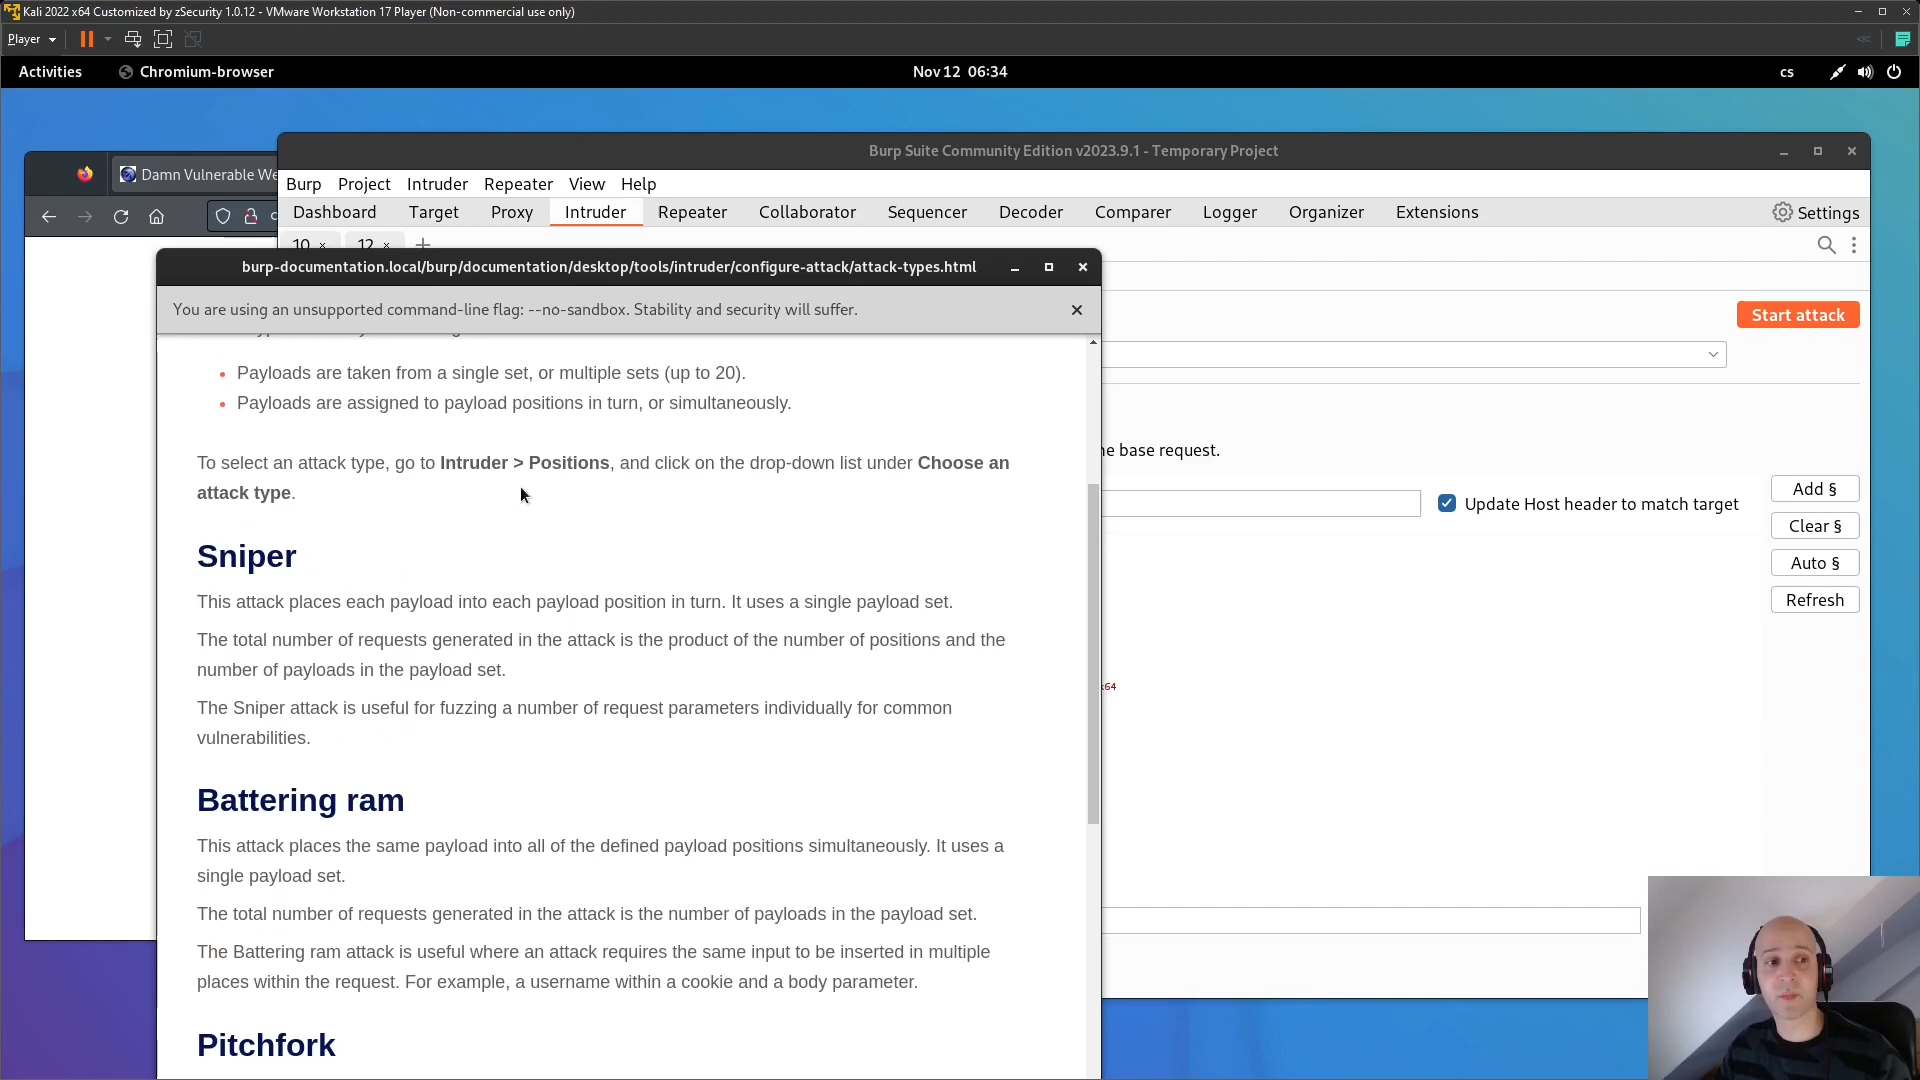 Kali 2022 x64 Customized by zSecurity 1.0.12 - VMware Workstation 17 Player (Non-commercial use only)
Player
Activities
Chromium-browser
Nov 12 06:34
cs
Burp Suite Community Edition v2023.9.1 - Temporary Project
Damn Vulnerable We
Burp Project Intruder Repeater View Help
Dashboard Target Proxy Intruder Repeater Collaborator Sequencer Decoder Comparer Logger Organizer Extensions Settings
10 × 12 × +
burp-documentation.local/burp/documentation/desktop/tools/intruder/configure-attack/attack-types.html
You are using an unsupported command-line flag: --no-sandbox. Stability and security will suffer.
Start attack
• Payloads are taken from a single set, or multiple sets (up to 20).
• Payloads are assigned to payload positions in turn, or simultaneously.
To select an attack type, go to Intruder > Positions, and click on the drop-down list under Choose an
attack type.
Sniper
This attack places each payload into each payload position in turn. It uses a single payload set.
The total number of requests generated in the attack is the product of the number of positions and the
number of payloads in the payload set.
The Sniper attack is useful for fuzzing a number of request parameters individually for common
vulnerabilities.
Battering ram
This attack places the same payload into all of the defined payload positions simultaneously. It uses a
single payload set.
The total number of requests generated in the attack is the number of payloads in the payload set.
The Battering ram attack is useful where an attack requires the same input to be inserted in multiple
places within the request. For example, a username within a cookie and a body parameter.
Pitchfork
base request.
Update Host header to match target
Add §
Clear §
Auto §
Refresh
64